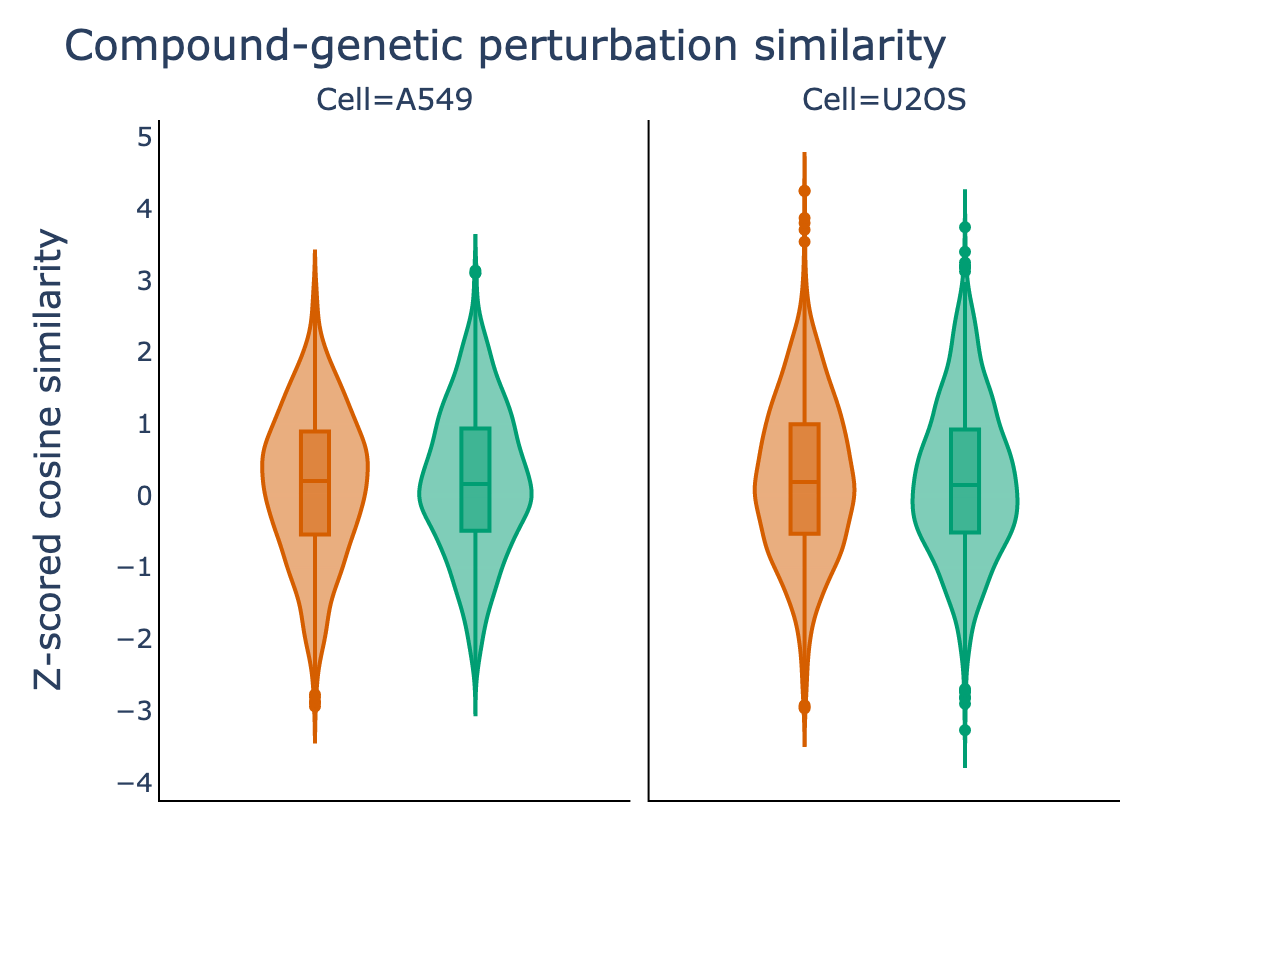 Compound-genetic perturbation similarity
Cell=A549
Cell=U2OS
Z-scored cosine similarity
5
4
3
2
1
0
−1
−2
−3
−4